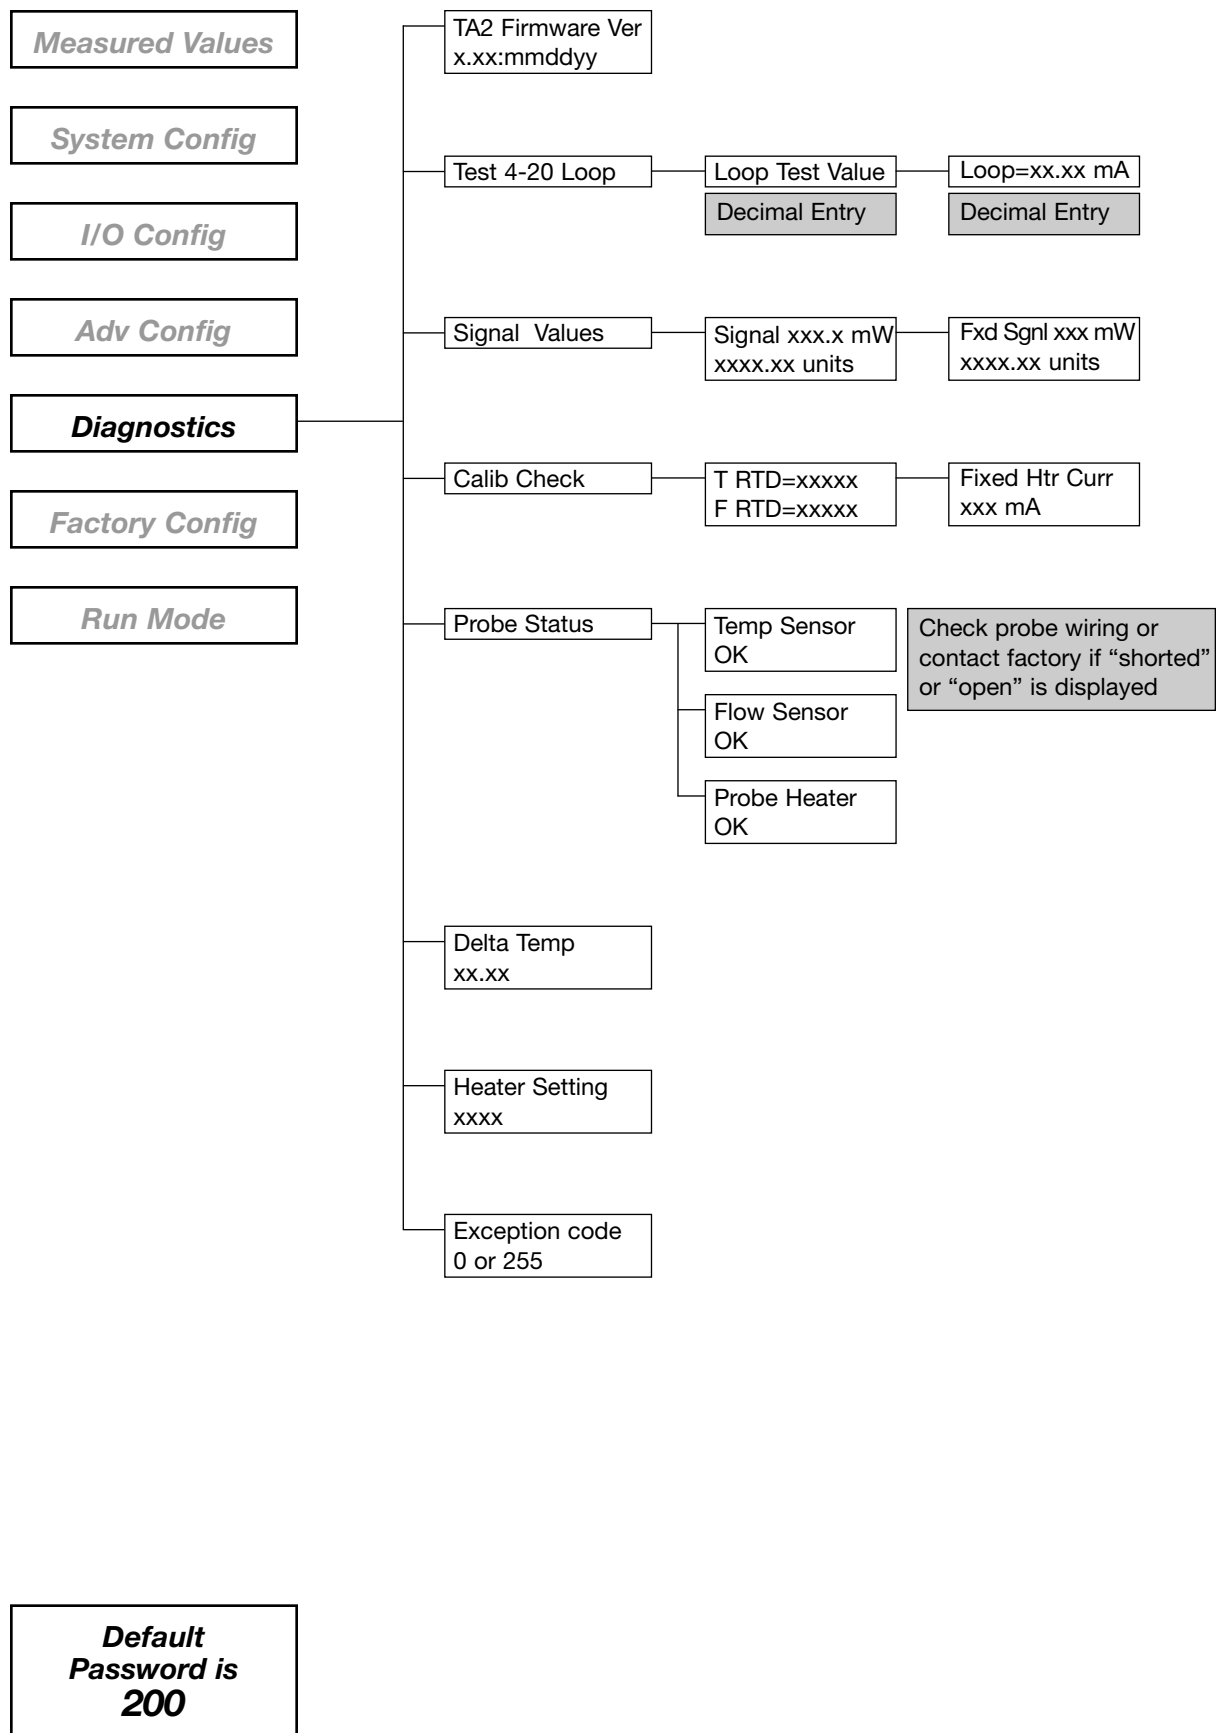 Measured Values
System Config
I/O Config
Adv Config
Diagnostics
Factory Config
Run Mode
TA2 Firmware Ver
x.xx:mmddyy
Test 4-20 Loop
Loop Test Value
Decimal Entry
Loop=xx.xx mA
Decimal Entry
Signal Values
Signal xxx.x mW
xxxx.xx units
Fxd Sgnl xxx mW
xxxx.xx units
Calib Check
T RTD=xxxxx
F RTD=xxxxx
Fixed Htr Curr
xxx mA
Probe Status
Temp Sensor
OK
Check probe wiring or
contact factory if “shorted”
or “open” is displayed
Flow Sensor
OK
Probe Heater
OK
Delta Temp
xx.xx
Heater Setting
xxxx
Exception code
0 or 255
Default
Password is
200